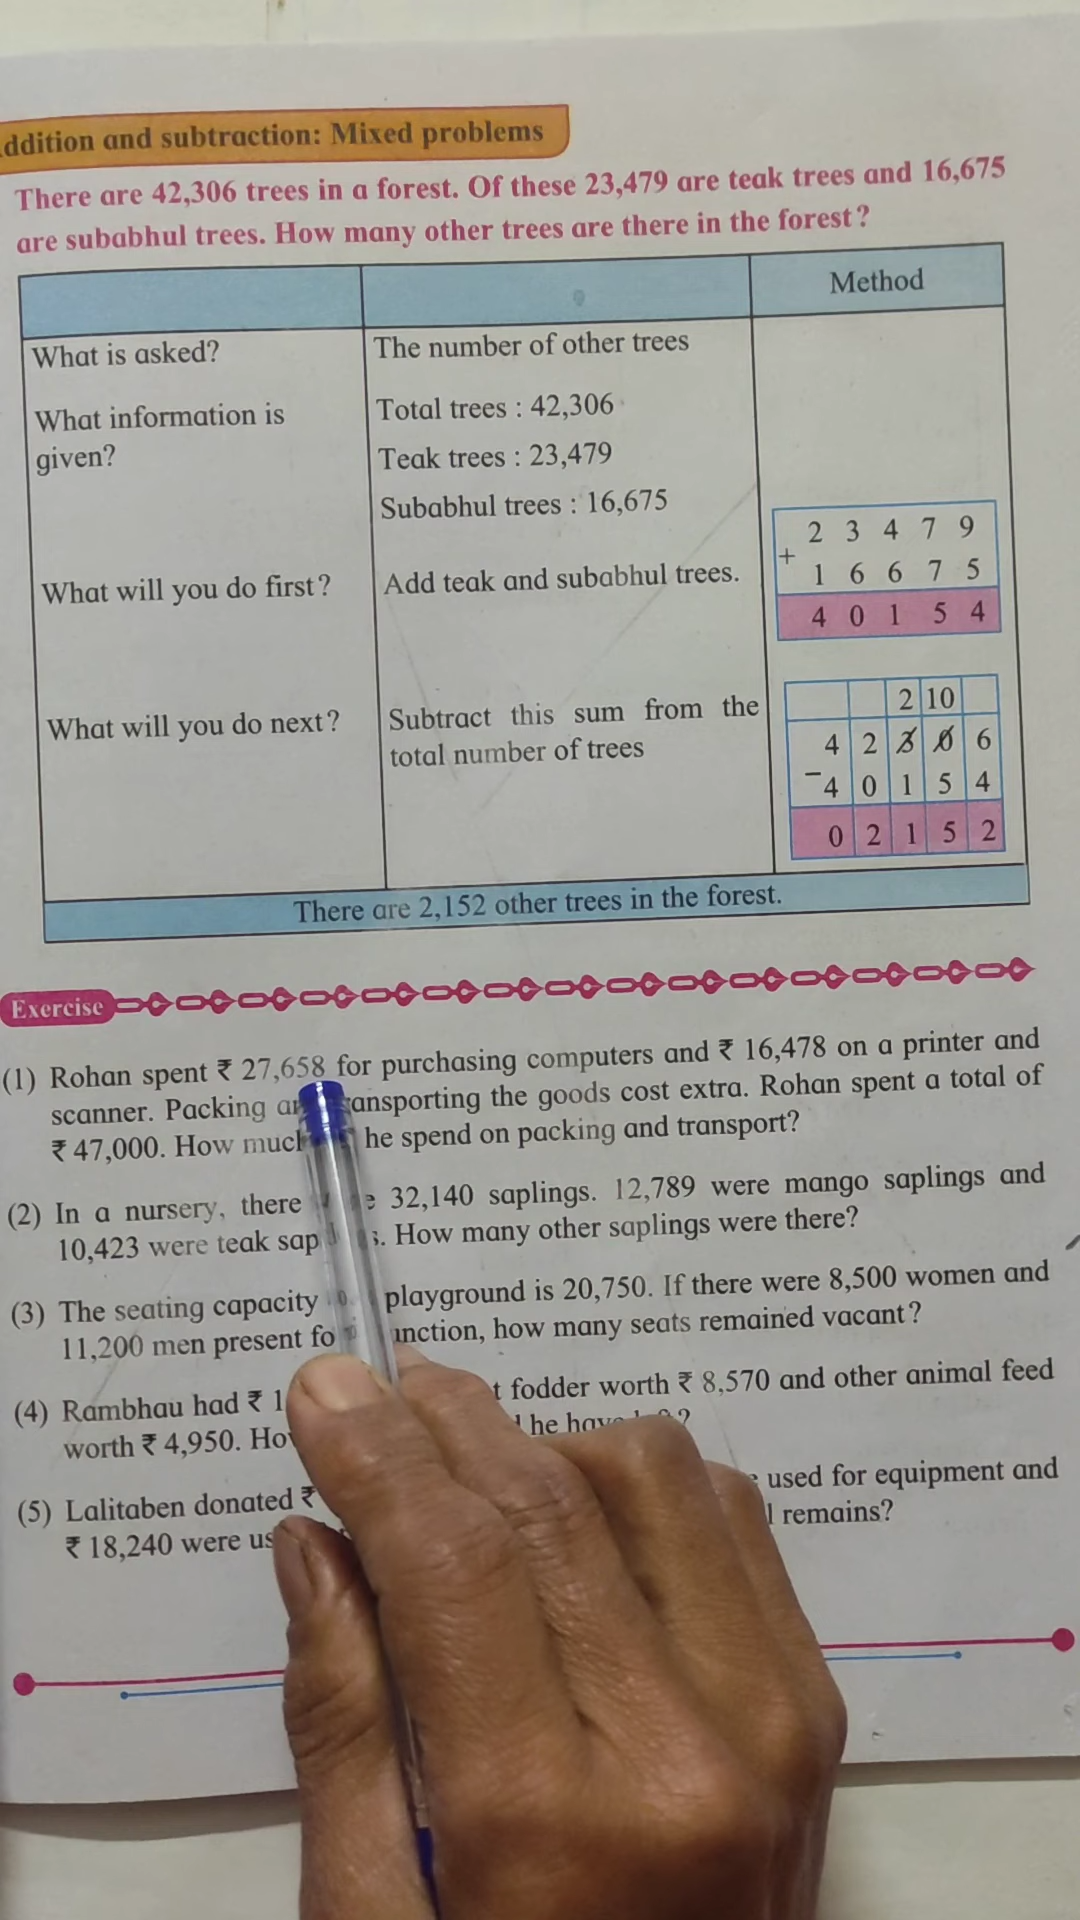 ddition and subtraction: Mixed problems
There are 42,306 trees in a forest. Of these 23,479 are teak trees and 16,675
are subabhul trees. How many other trees are there in the forest?
Method
What is asked? The number of other trees
What information is given?
Total trees : 42,306
Teak trees : 23,479
Subabhul trees : 16,675
What will you do first? Add teak and subabhul trees.
2 3 4 7 9
+ 1 6 6 7 5
4 0 1 5 4
What will you do next? Subtract this sum from the
total number of trees
2 10
4 2 3 0 6
- 4 0 1 5 4
0 2 1 5 2
There are 2,152 other trees in the forest.
Exercise
(1) Rohan spent ₹ 27,658 for purchasing computers and ₹ 16,478 on a printer and
scanner. Packing ansporting the goods cost extra. Rohan spent a total of
₹ 47,000. How much he spend on packing and transport?
(2) In a nursery, there 32,140 saplings. 12,789 were mango saplings and
10,423 were teak sap s. How many other saplings were there?
(3) The seating capacity playground is 20,750. If there were 8,500 women and
11,200 men present fo unction, how many seats remained vacant?
(4) Rambhau had ₹ 1 t fodder worth ₹ 8,570 and other animal feed
worth ₹ 4,950. How he have
(5) Lalitaben donated ₹ used for equipment and
₹ 18,240 were us remains?